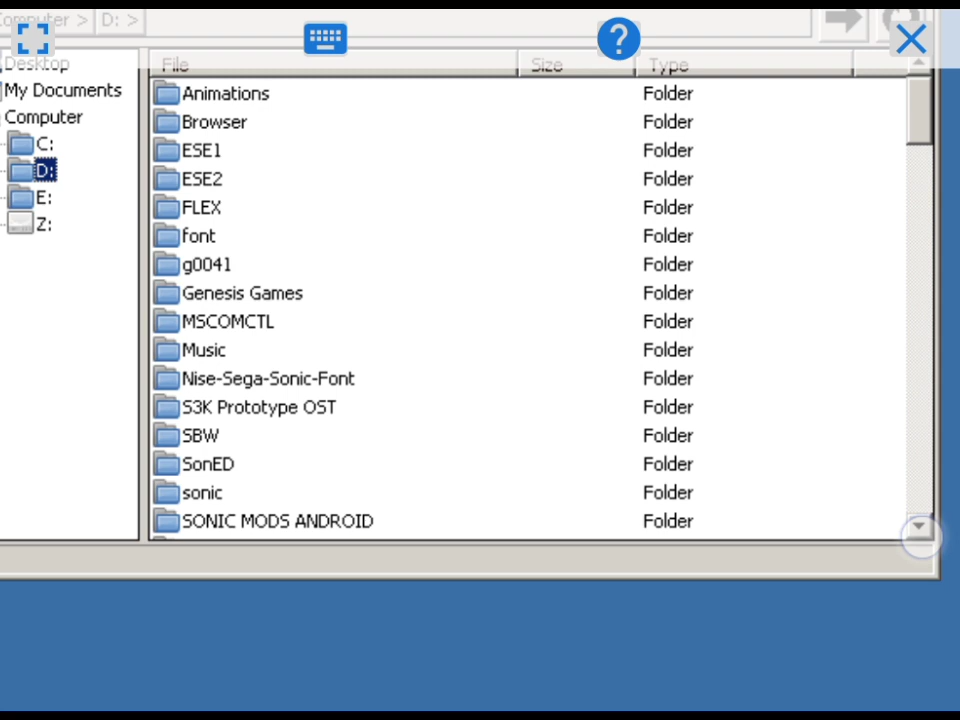 Computer > D: >
Desktop
My Documents
Computer
C:
D:
E:
Z:
File Size Type
Animations Folder
Browser Folder
ESE1 Folder
ESE2 Folder
FLEX Folder
font Folder
g0041 Folder
Genesis Games Folder
MSCOMCTL Folder
Music Folder
Nise-Sega-Sonic-Font Folder
S3K Prototype OST Folder
SBW Folder
SonED Folder
sonic Folder
SONIC MODS ANDROID Folder